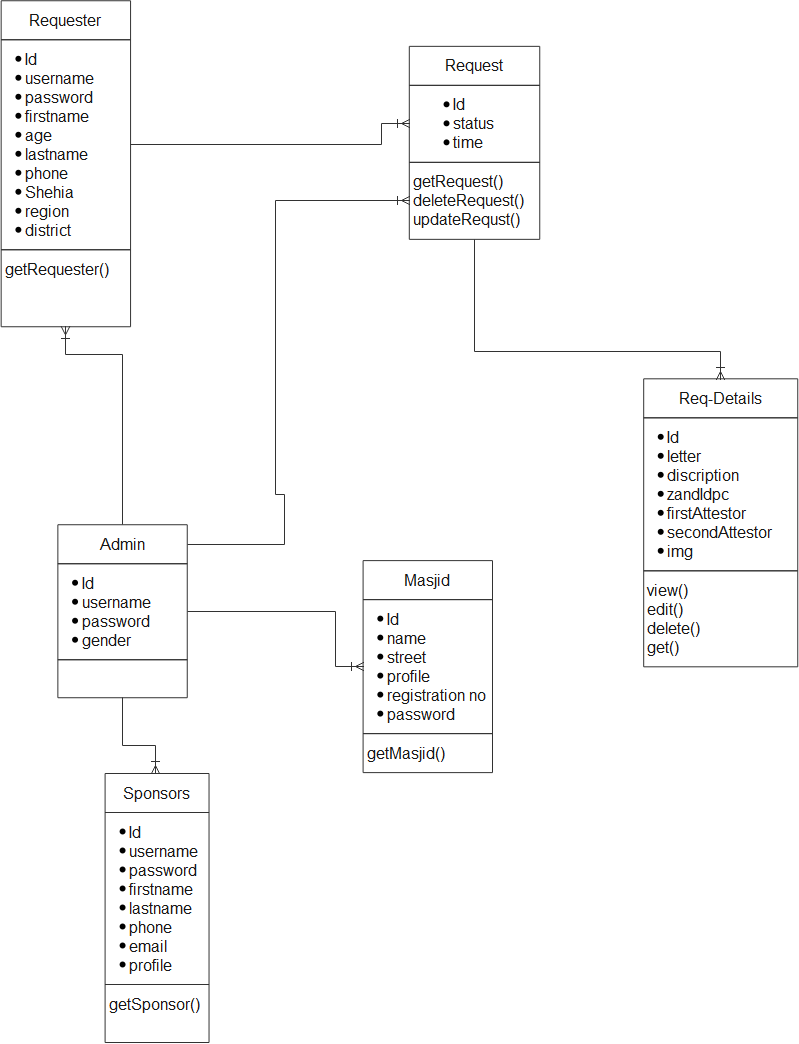 Requester
Id
username
password
firstname
age
lastname
phone
Shehia
region
district
getRequester()
Request
Id
status
time
getRequest()
deleteRequest()
updateRequst()
Req-Details
Id
letter
discription
zandIdpc
firstAttestor
secondAttestor
img
view()
edit()
delete()
get()
Admin
Id
username
password
gender
Masjid
Id
name
street
profile
registration no
password
getMasjid()
Sponsors
Id
username
password
firstname
lastname
phone
email
profile
getSponsor()